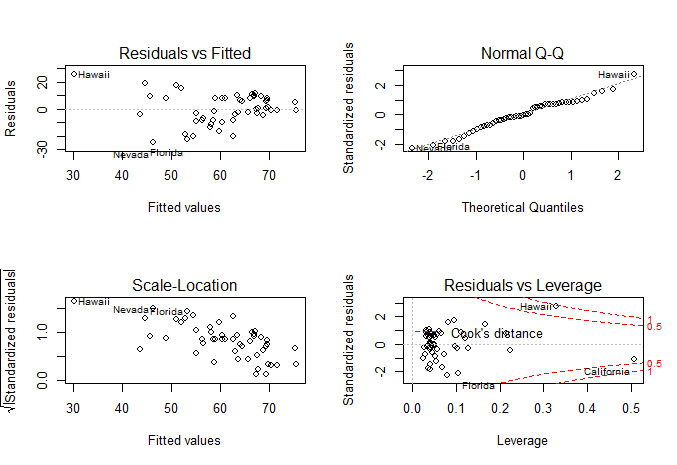 Residuals vs Fitted
Residuals
-30
0
20
Hawaii
Nevada
Florida
30
40
50
60
70
Fitted values
Normal Q-Q
Standardized residuals
-2
0
2
Hawaii
Nevada
Florida
-2
-1
0
1
2
Theoretical Quantiles
Scale-Location
√|Standardized residuals|
0.0
1.0
Hawaii
Nevada
Florida
30
40
50
60
70
Fitted values
Residuals vs Leverage
Standardized residuals
-2
0
2
Hawaii
Cook's distance
Florida
California
1
0.5
0.5
1
0.0
0.1
0.2
0.3
0.4
0.5
Leverage